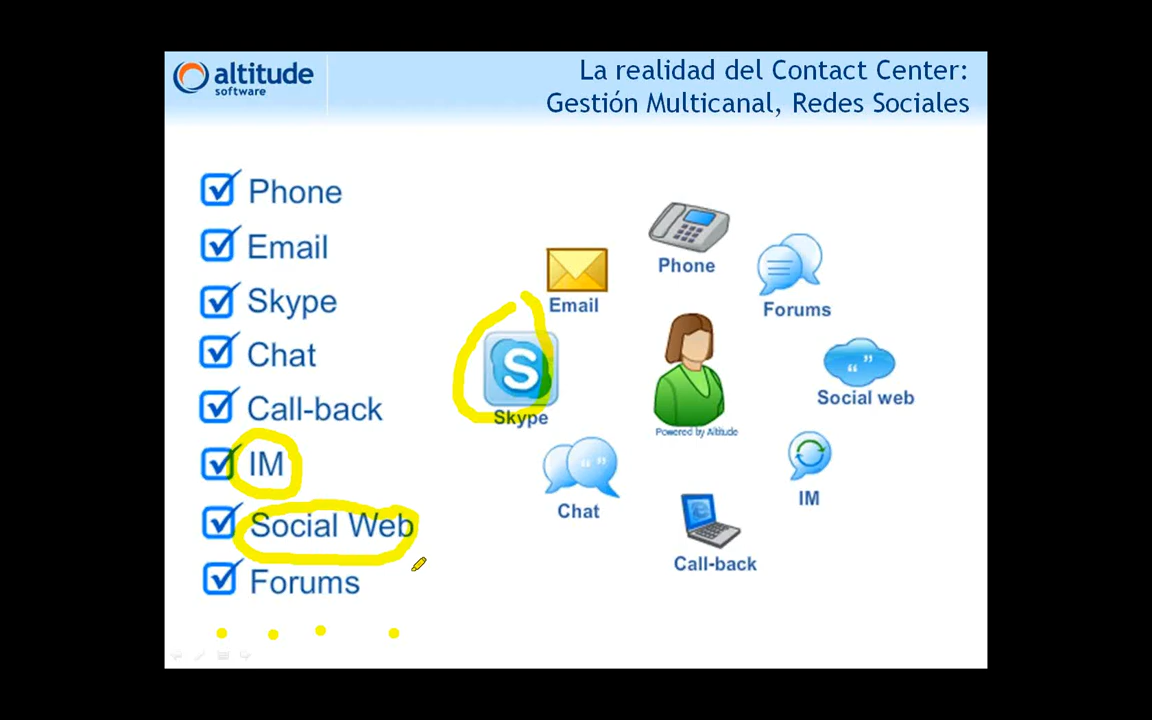 altitude
software
La realidad del Contact Center:
Gestión Multicanal, Redes Sociales
Phone
Email
Skype
Chat
Call-back
IM
Social Web
Forums
Phone
Email
Forums
S
Skype
Social web
Powered by Altitude
Chat
IM
Call-back